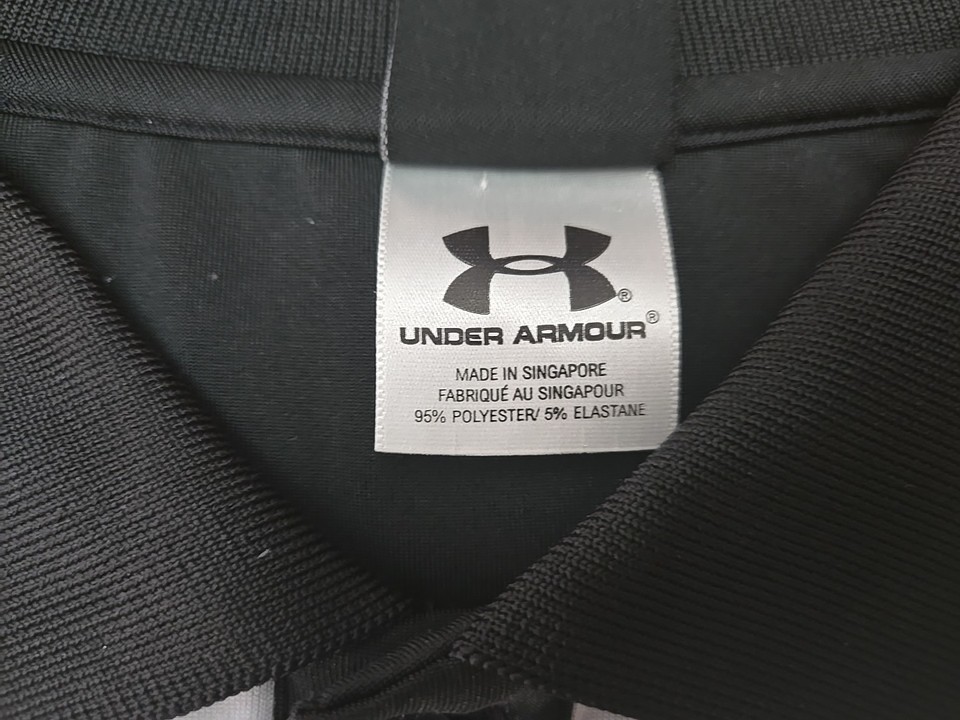 ®
UNDER ARMOUR®
MADE IN SINGAPORE
FABRIQUÉ AU SINGAPOUR
95% POLYESTER/ 5% ELASTANE